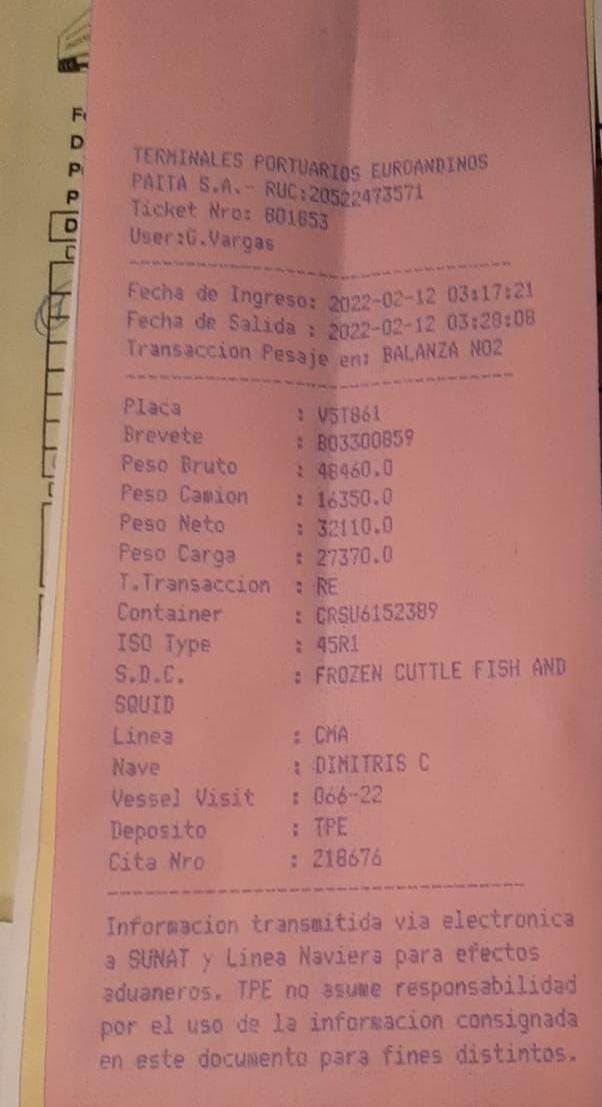 TERMINALES PORTUARIOS EUROANDINOS
PAITA S.A.- RUC:20522473571
Ticket Nro: 801853
User:G.Vargas
Fecha de Ingreso: 2022-02-12 03:17:21
Fecha de Salida : 2022-02-12 03:28:08
Transaccion Pesaje en: BALANZA NO2
Placa : V5T861
Brevete : B03300859
Peso Bruto : 48460.0
Peso Camion : 16350.0
Peso Neto : 32110.0
Peso Carga : 27370.0
T.Transaccion : RE
Container : CRSU6152389
ISO Type : 45R1
S.D.C. : FROZEN CUTTLE FISH AND
SQUID
Linea : CMA
Nave : DIMITRIS C
Vessel Visit : 066-22
Deposito : TPE
Cita Nro : 218676
Informacion transmitida via electronica
a SUNAT y Linea Naviera para efectos
aduaneros. TPE no asume responsabilidad
por el uso de la informacion consignada
en este documento para fines distintos.